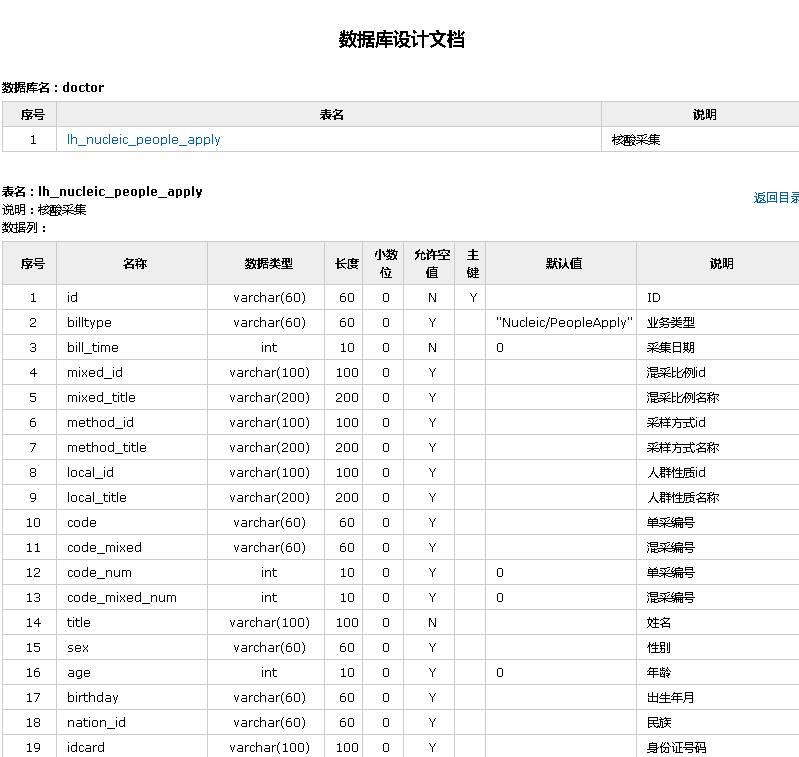 数据库设计文档
数据库名：doctor
序号 表名 说明
1 lh_nucleic_people_apply 核酸采集
表名：lh_nucleic_people_apply
返回目录
说明：核酸采集
数据列：
序号 名称 数据类型 长度 小数位 允许空值 主键 默认值 说明
1 id varchar(60) 60 0 N Y ID
2 billtype varchar(60) 60 0 Y "Nucleic/PeopleApply" 业务类型
3 bill_time int 10 0 N 0 采集日期
4 mixed_id varchar(100) 100 0 Y 混采比例id
5 mixed_title varchar(200) 200 0 Y 混采比例名称
6 method_id varchar(100) 100 0 Y 采样方式id
7 method_title varchar(200) 200 0 Y 采样方式名称
8 local_id varchar(100) 100 0 Y 人群性质id
9 local_title varchar(200) 200 0 Y 人群性质名称
10 code varchar(60) 60 0 Y 单采编号
11 code_mixed varchar(60) 60 0 Y 混采编号
12 code_num int 10 0 Y 0 单采编号
13 code_mixed_num int 10 0 Y 0 混采编号
14 title varchar(100) 100 0 N 姓名
15 sex varchar(60) 60 0 Y 性别
16 age int 10 0 Y 0 年龄
17 birthday varchar(60) 60 0 Y 出生年月
18 nation_id varchar(60) 60 0 Y 民族
19 idcard varchar(100) 100 0 Y 身份证号码